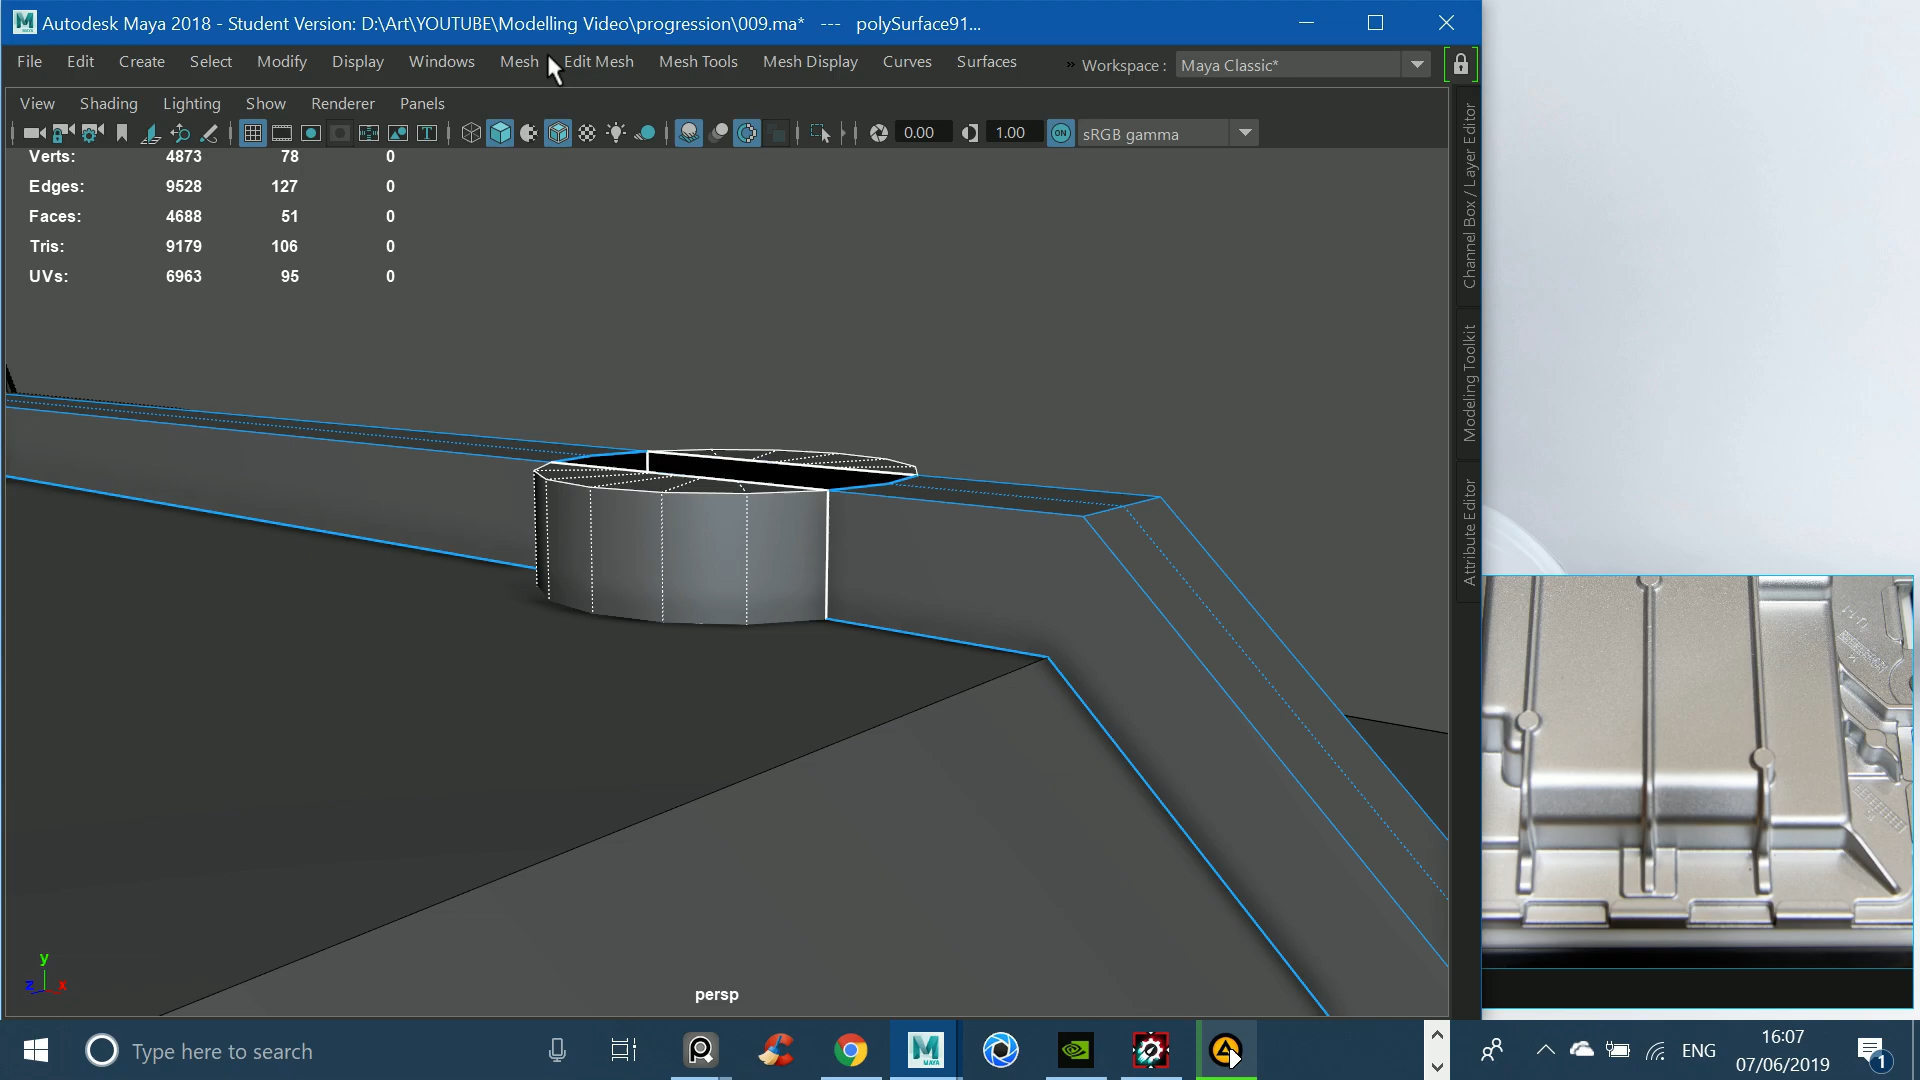 Autodesk Maya 2018 - Student Version: D:\Art\YOUTUBE\Modelling Video\progression\009.ma*   ---   polySurface91...
File Edit Create Select Modify Display Windows Mesh Edit Mesh Mesh Tools Mesh Display Curves Surfaces » Workspace : Maya Classic*
View Shading Lighting Show Renderer Panels
0.00 1.00 ON sRGB gamma
Verts: 4873 78 0
Edges: 9528 127 0
Faces: 4688 51 0
Tris: 9179 106 0
UVs: 6963 95 0
Channel Box / Layer Editor
Modeling Toolkit
Attribute Editor
y
z x
persp
Type here to search
ENG
16:07
07/06/2019
1